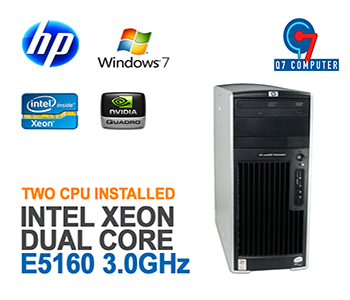 hp
Windows 7
Q7 COMPUTER
intel inside
Xeon
NVIDIA
QUADRO
TWO CPU INSTALLED
INTEL XEON
DUAL CORE
E5160 3.0GHz